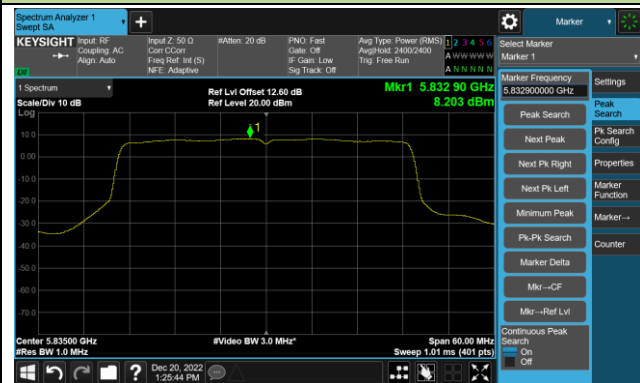 Spectrum Analyzer 1
Swept SA
Marker
KEYSIGHT
Input: RF
Coupling: AC
Align: Auto
Input Z: 50 Ω
Corr CCorr
Freq Ref: Int (S)
NFE: Adaptive
#Atten: 20 dB
PNO: Fast
Gate: Off
IF Gain: Low
Sig Track: Off
Avg Type: Power (RMS)
Avg|Hold: 2400/2400
Trig: Free Run
1 2 3 4 5 6
A W W W W W
A N N N N N
Select Marker
Marker 1
LXI
1 Spectrum
Scale/Div 10 dB
Log
Ref Lvl Offset 12.60 dB
Ref Level 20.00 dBm
Mkr1 5.832 90 GHz
8.203 dBm
1
10.0
0.00
-10.0
-20.0
-30.0
-40.0
-50.0
-60.0
-70.0
Center 5.83500 GHz
#Res BW 1.0 MHz
#Video BW 3.0 MHz*
Span 60.00 MHz
Sweep 1.01 ms (401 pts)
Marker Frequency
5.832900000 GHz
Peak Search
Next Peak
Next Pk Right
Next Pk Left
Minimum Peak
Pk-Pk Search
Marker Delta
Mkr→CF
Mkr→Ref Lvl
Continuous Peak
Search
On
Off
Settings
Peak
Search
Pk Search
Config
Properties
Marker
Function
Marker→
Counter
?
Dec 20, 2022
1:25:44 PM